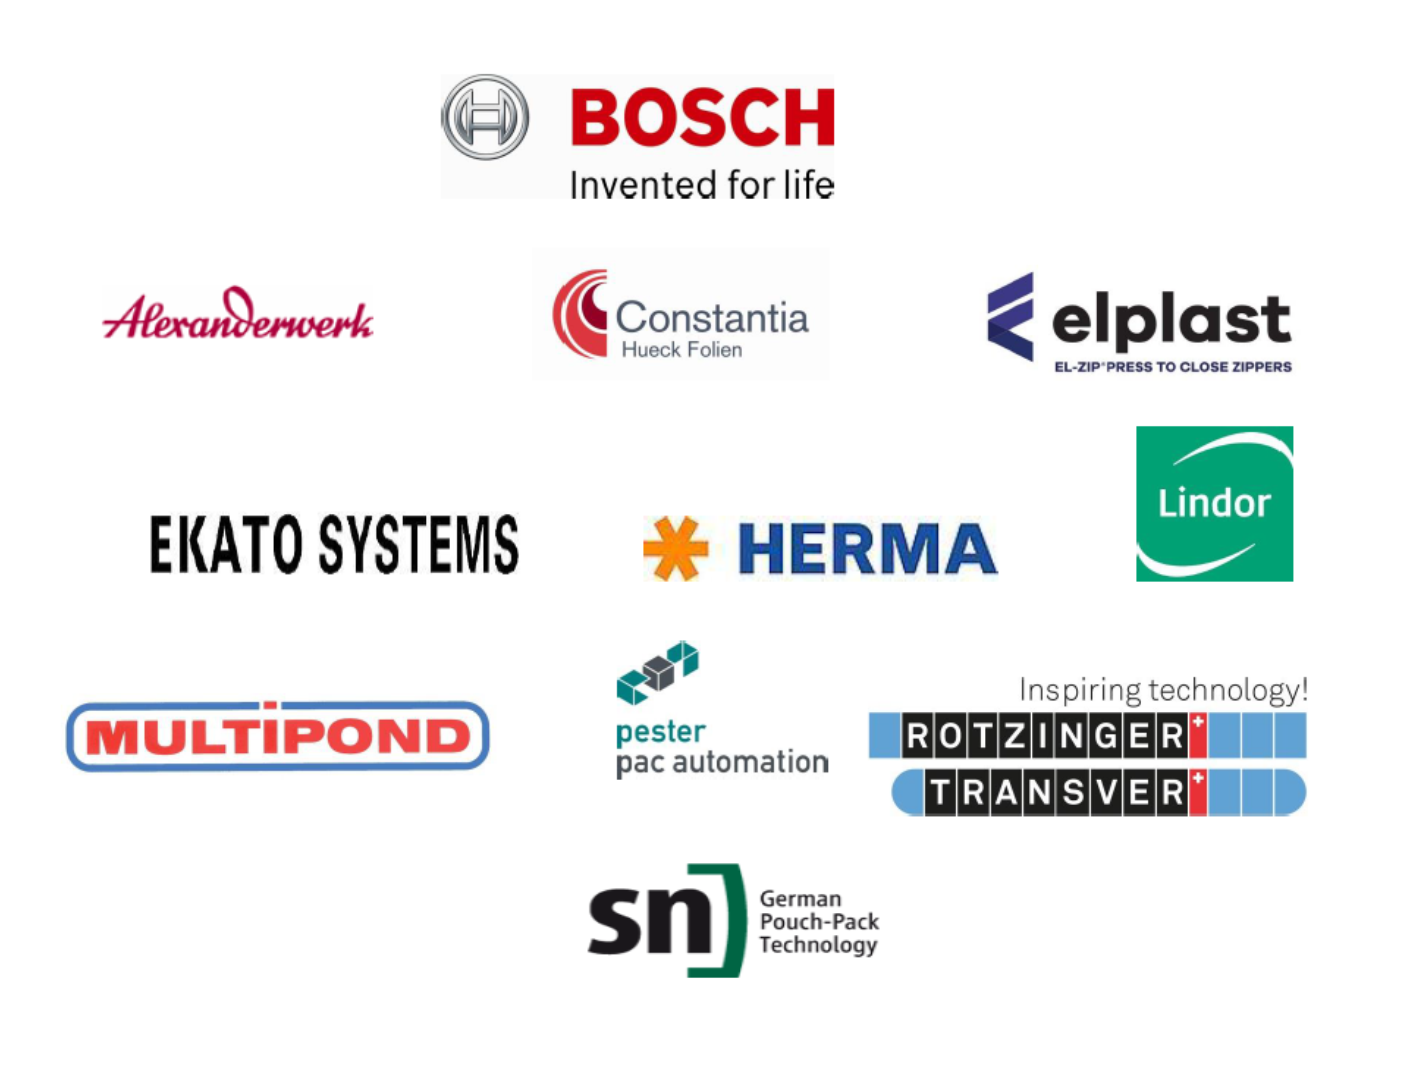 BOSCH
Invented for life
Alexanderwerk
Constantia
Hueck Folien
elplast
EL-ZIP®PRESS TO CLOSE ZIPPERS
Lindor
EKATO SYSTEMS
HERMA
MULTIPOND
pester
pac automation
Inspiring technology!
ROTZINGER
TRANSVER
sn
German
Pouch-Pack
Technology